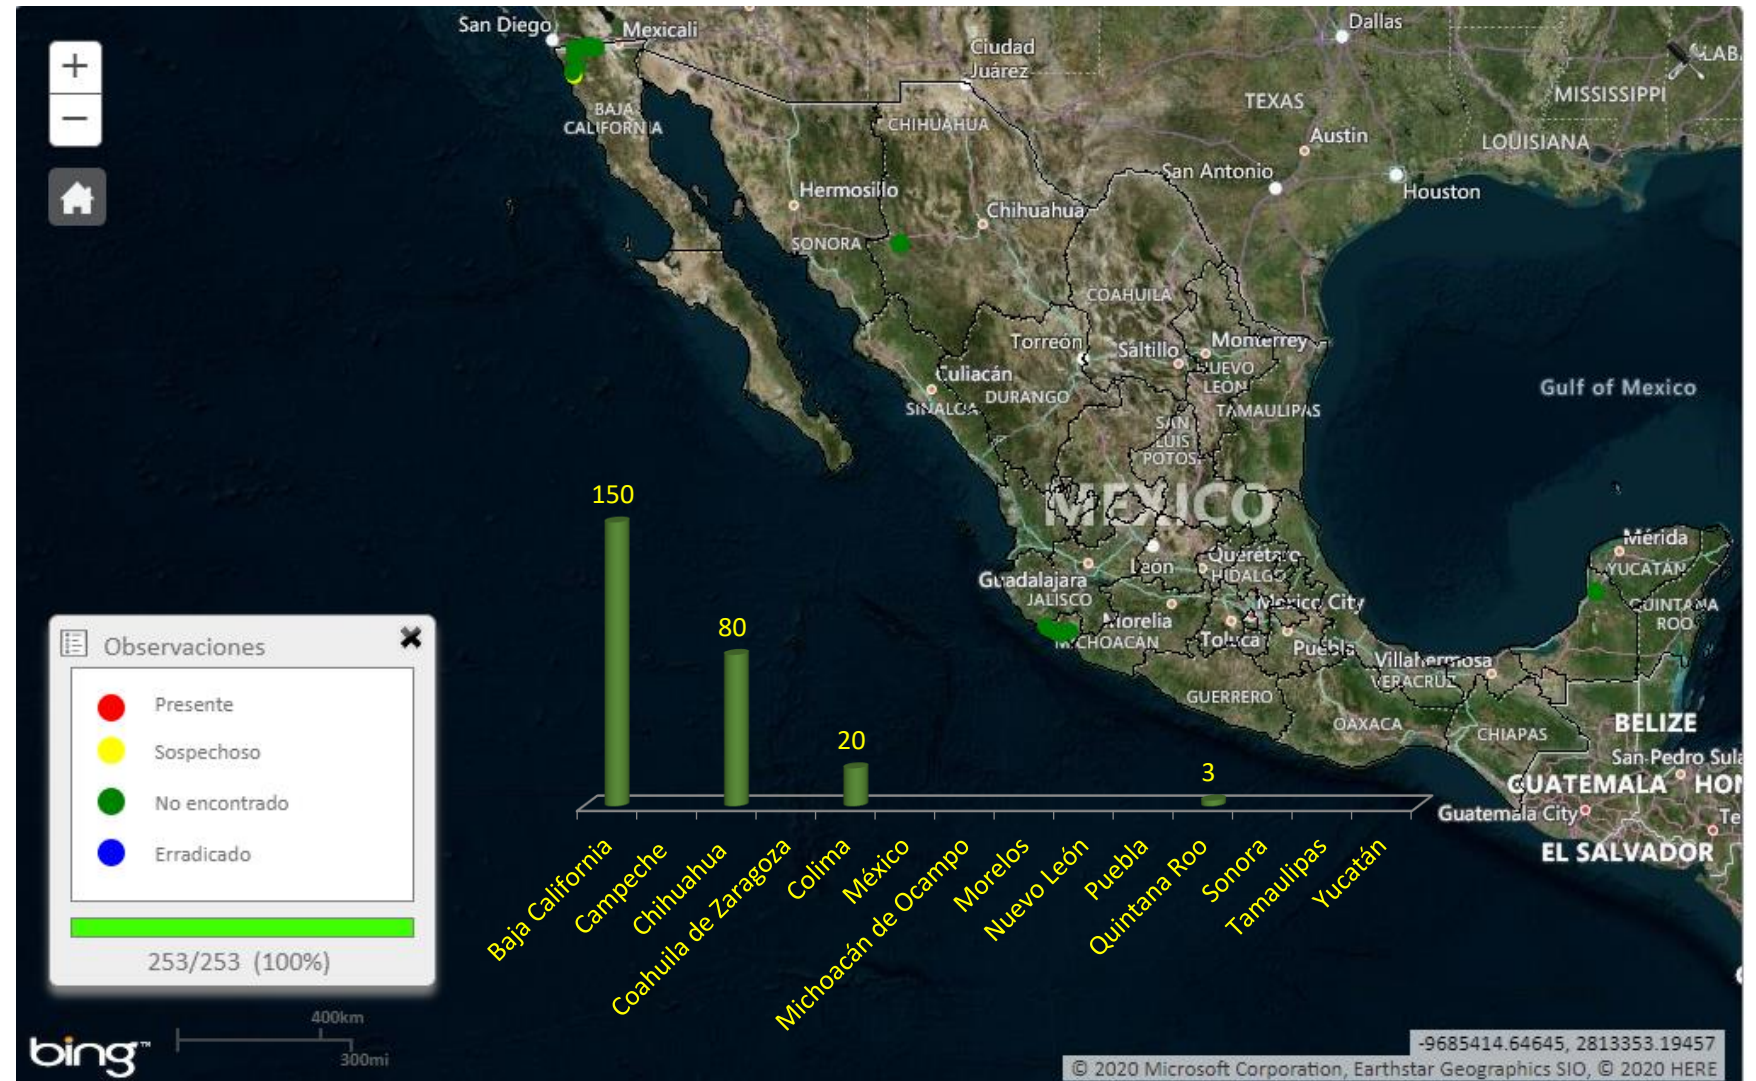 San Diego
Mexicali
Ciudad
Juárez
Dallas
ALAB
+
−
BAJA
CALIFORNIA
CHIHUAHUA
TEXAS
MISSISSIPPI
Austin
LOUISIANA
San Antonio
Houston
Hermosillo
Chihuahua
SONORA
COAHUILA
Torreón
Saltillo
Monterrey
NUEVO
LEÓN
Culiacán
DURANGO
SINALOA
TAMAULIPAS
Gulf of Mexico
SAN
LUIS
POTOSÍ
MEXICO
Mérida
YUCATÁN
León
Querétaro
HIDALGO
Guadalajara
JALISCO
Mexico City
QUINTANA
ROO
Morelia
MICHOACÁN
Toluca
Puebla
Villahermosa
VERACRUZ
GUERRERO
OAXACA
CHIAPAS
BELIZE
San Pedro Sula
GUATEMALA
HON
Guatemala City
Te
EL SALVADOR
150
80
20
3
Baja California
Campeche
Chihuahua
Coahuila de Zaragoza
Colima
México
Michoacán de Ocampo
Morelos
Nuevo León
Puebla
Quintana Roo
Sonora
Tamaulipas
Yucatán
Observaciones
Presente
Sospechoso
No encontrado
Erradicado
253/253 (100%)
400km
300mi
bing™
-9685414.64645, 2813353.19457
© 2020 Microsoft Corporation, Earthstar Geographics SIO, © 2020 HERE